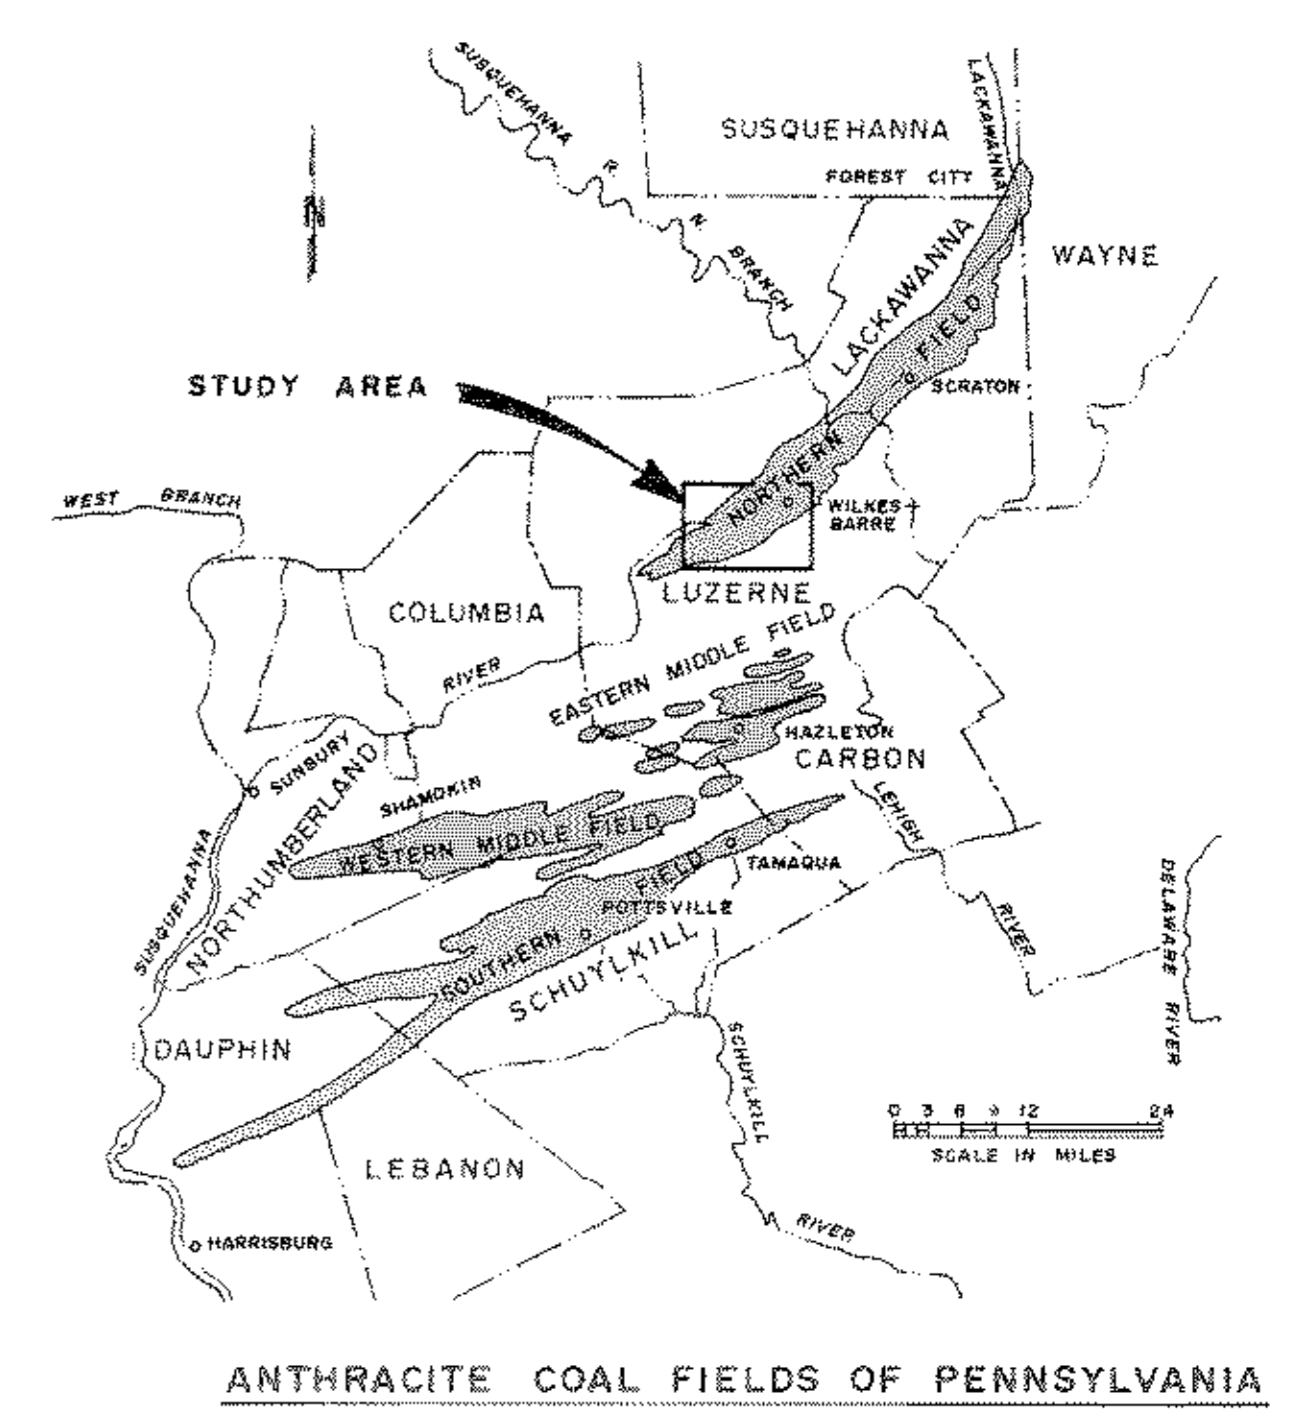 SUSQUEHANNA R. N. BRANCH
LACKAWANNA
SUSQUEHANNA
FOREST CITY
WAYNE
LACKAWANNA
STUDY AREA
SCRATON
NORTHERN FIELD
WEST BRANCH
WILKES-
BARRE
LUZERNE
COLUMBIA
RIVER
EASTERN MIDDLE FIELD
HAZLETON
CARBON
SUNBURY
SHAMOKIN
NORTHUMBERLAND
LEHIGH
RIVER
WESTERN MIDDLE FIELD
TAMAQUA
SUSQUEHANNA
POTTSVILLE
SOUTHERN FIELD
SCHUYLKILL
DELAWARE RIVER
DAUPHIN
SCHUYLKILL
RIVER
0 3 6 9 12 24
SCALE IN MILES
LEBANON
HARRISBURG
ANTHRACITE COAL FIELDS OF PENNSYLVANIA